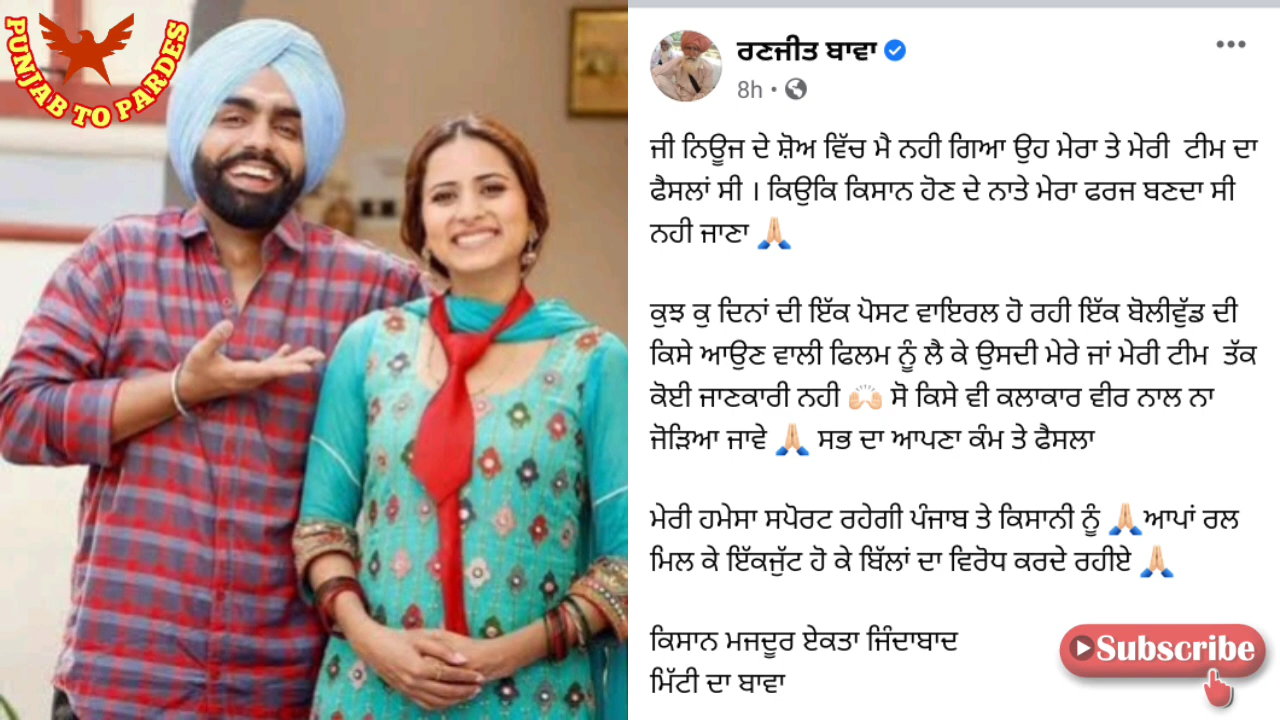 PUNJAB TO PARDES
ਰਣਜੀਤ ਬਾਵਾ
8h
ਜੀ ਨਿਊਜ ਦੇ ਸ਼ੋਅ ਵਿੱਚ ਮੈ ਨਹੀ ਗਿਆ ਉਹ ਮੇਰਾ ਤੇ ਮੇਰੀ ਟੀਮ ਦਾ
ਫੈਸਲਾਂ ਸੀ । ਕਿਉਕਿ ਕਿਸਾਨ ਹੋਣ ਦੇ ਨਾਤੇ ਮੇਰਾ ਫਰਜ ਬਣਦਾ ਸੀ
ਨਹੀ ਜਾਣਾ 🙏🏻
ਕੁਝ ਕੁ ਦਿਨਾਂ ਦੀ ਇੱਕ ਪੋਸਟ ਵਾਇਰਲ ਹੋ ਰਹੀ ਇੱਕ ਬੋਲੀਵੁੱਡ ਦੀ
ਕਿਸੇ ਆਉਣ ਵਾਲੀ ਫਿਲਮ ਨੂੰ ਲੈ ਕੇ ਉਸਦੀ ਮੇਰੇ ਜਾਂ ਮੇਰੀ ਟੀਮ ਤੱਕ
ਕੋਈ ਜਾਣਕਾਰੀ ਨਹੀ 🙌🏻 ਸੋ ਕਿਸੇ ਵੀ ਕਲਾਕਾਰ ਵੀਰ ਨਾਲ ਨਾ
ਜੋੜਿਆ ਜਾਵੇ 🙏🏻 ਸਭ ਦਾ ਆਪਣਾ ਕੰਮ ਤੇ ਫੈਸਲਾ
ਮੇਰੀ ਹਮੇਸਾ ਸਪੋਰਟ ਰਹੇਗੀ ਪੰਜਾਬ ਤੇ ਕਿਸਾਨੀ ਨੂੰ 🙏🏻ਆਪਾਂ ਰਲ
ਮਿਲ ਕੇ ਇੱਕਜੁੱਟ ਹੋ ਕੇ ਬਿੱਲਾਂ ਦਾ ਵਿਰੋਧ ਕਰਦੇ ਰਹੀਏ 🙏🏻
ਕਿਸਾਨ ਮਜਦੂਰ ਏਕਤਾ ਜਿੰਦਾਬਾਦ
ਮਿੱਟੀ ਦਾ ਬਾਵਾ
Subscribe